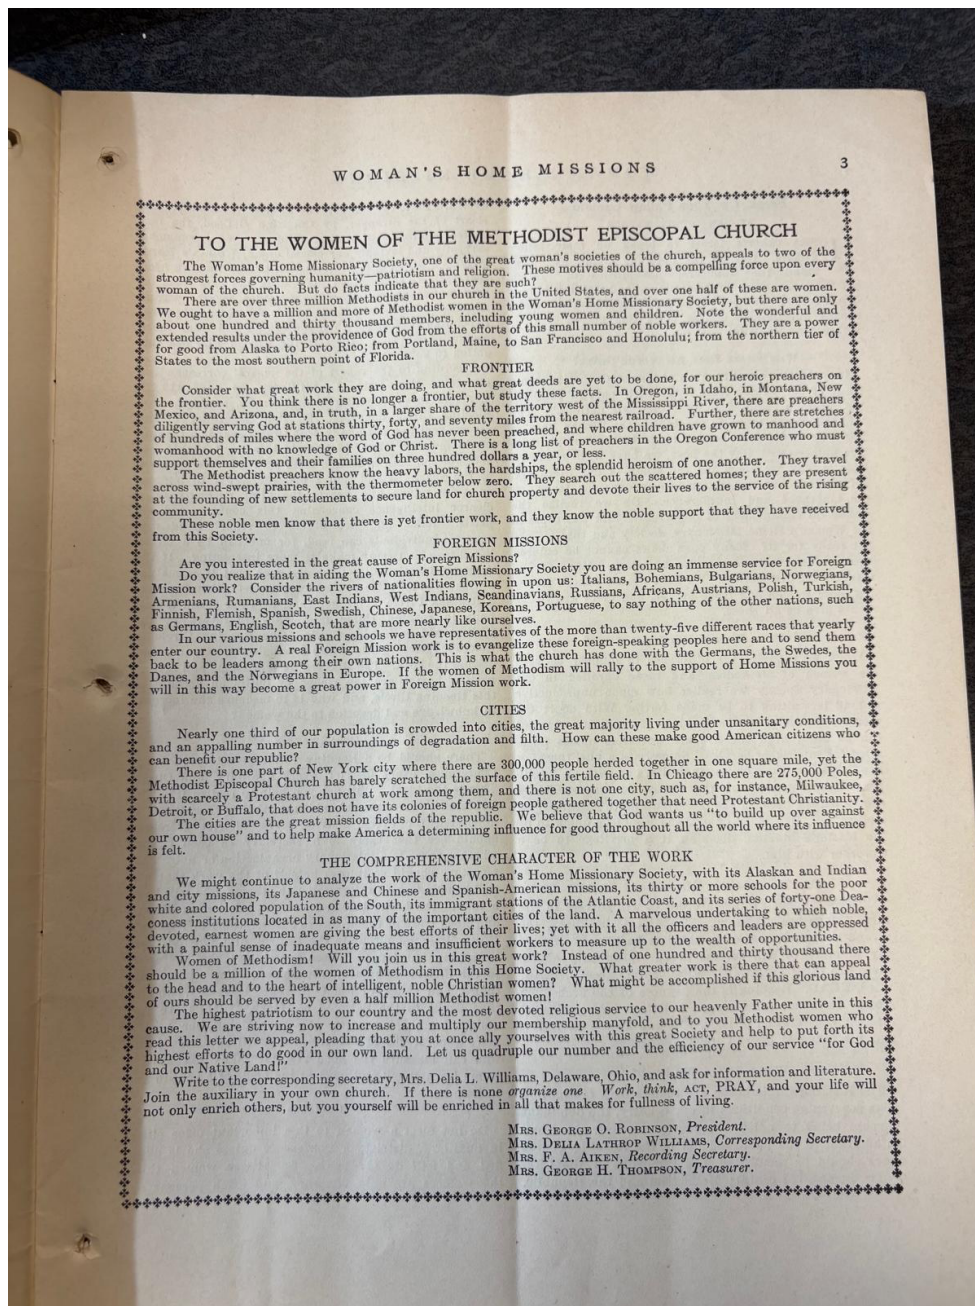 WOMAN'S HOME MISSIONS 3
TO THE WOMEN OF THE METHODIST EPISCOPAL CHURCH
The Woman's Home Missionary Society, one of the great woman's societies of the church, appeals to two of the
strongest forces governing humanity—patriotism and religion. These motives should be a compelling force upon every
woman of the church. But do facts indicate that they are such?
There are over three million Methodists in our church in the United States, and over one half of these are women.
We ought to have a million and more of Methodist women in the Woman's Home Missionary Society, but there are only
about one hundred and thirty thousand members, including young women and children. Note the wonderful and
extended results under the providence of God from the efforts of this small number of noble workers. They are a power
for good from Alaska to Porto Rico; from Portland, Maine, to San Francisco and Honolulu; from the northern tier of
States to the most southern point of Florida.
FRONTIER
Consider what great work they are doing, and what great deeds are yet to be done, for our heroic preachers on
the frontier. You think there is no longer a frontier, but study these facts. In Oregon, in Idaho, in Montana, New
Mexico, and Arizona, and, in truth, in a larger share of the territory west of the Mississippi River, there are preachers
diligently serving God at stations thirty, forty, and seventy miles from the nearest railroad. Further, there are stretches
of hundreds of miles where the word of God has never been preached, and where children have grown to manhood and
womanhood with no knowledge of God or Christ. There is a long list of preachers in the Oregon Conference who must
support themselves and their families on three hundred dollars a year, or less.
The Methodist preachers know the heavy labors, the hardships, the splendid heroism of one another. They travel
across wind-swept prairies, with the thermometer below zero. They search out the scattered homes; they are present
at the founding of new settlements to secure land for church property and devote their lives to the service of the rising
community.
These noble men know that there is yet frontier work, and they know the noble support that they have received
from this Society.
FOREIGN MISSIONS
Are you interested in the great cause of Foreign Missions?
Do you realize that in aiding the Woman's Home Missionary Society you are doing an immense service for Foreign
Mission work? Consider the rivers of nationalities flowing in upon us: Italians, Bohemians, Bulgarians, Norwegians,
Armenians, Rumanians, East Indians, West Indians, Scandinavians, Russians, Africans, Austrians, Polish, Turkish,
Finnish, Flemish, Spanish, Swedish, Chinese, Japanese, Koreans, Portuguese, to say nothing of the other nations, such
as Germans, English, Scotch, that are more nearly like ourselves.
In our various missions and schools we have representatives of the more than twenty-five different races that yearly
enter our country. A real Foreign Mission work is to evangelize these foreign-speaking peoples here and to send them
back to be leaders among their own nations. This is what the church has done with the Germans, the Swedes, the
Danes, and the Norwegians in Europe. If the women of Methodism will rally to the support of Home Missions you
will in this way become a great power in Foreign Mission work.
CITIES
Nearly one third of our population is crowded into cities, the great majority living under unsanitary conditions,
and an appalling number in surroundings of degradation and filth. How can these make good American citizens who
can benefit our republic?
There is one part of New York city where there are 300,000 people herded together in one square mile, yet the
Methodist Episcopal Church has barely scratched the surface of this fertile field. In Chicago there are 275,000 Poles,
with scarcely a Protestant church at work among them, and there is not one city, such as, for instance, Milwaukee,
Detroit, or Buffalo, that does not have its colonies of foreign people gathered together that need Protestant Christianity.
The cities are the great mission fields of the republic. We believe that God wants us "to build up over against
our own house" and to help make America a determining influence for good throughout all the world where its influence
is felt.
THE COMPREHENSIVE CHARACTER OF THE WORK
We might continue to analyze the work of the Woman's Home Missionary Society, with its Alaskan and Indian
and city missions, its Japanese and Chinese and Spanish-American missions, its thirty or more schools for the poor
white and colored population of the South, its immigrant stations of the Atlantic Coast, and its series of forty-one Dea-
coness institutions located in as many of the important cities of the land. A marvelous undertaking to which noble,
devoted, earnest women are giving the best efforts of their lives; yet with it all the officers and leaders are oppressed
with a painful sense of inadequate means and insufficient workers to measure up to the wealth of opportunities.
Women of Methodism! Will you join us in this great work? Instead of one hundred and thirty thousand there
should be a million of the women of Methodism in this Home Society. What greater work is there that can appeal
to the head and to the heart of intelligent, noble Christian women? What might be accomplished if this glorious land
of ours should be served by even a half million Methodist women!
The highest patriotism to our country and the most devoted religious service to our heavenly Father unite in this
cause. We are striving now to increase and multiply our membership manyfold, and to you Methodist women who
read this letter we appeal, pleading that you at once ally yourselves with this great Society and help to put forth its
highest efforts to do good in our own land. Let us quadruple our number and the efficiency of our service "for God
and our Native Land!"
Write to the corresponding secretary, Mrs. Delia L. Williams, Delaware, Ohio, and ask for information and literature.
Join the auxiliary in your own church. If there is none organize one Work, think, ACT, PRAY, and your life will
not only enrich others, but you yourself will be enriched in all that makes for fullness of living.
MRS. GEORGE O. ROBINSON, President.
MRS. DELIA LATHROP WILLIAMS, Corresponding Secretary.
MRS. F. A. AIKEN, Recording Secretary.
MRS. GEORGE H. THOMPSON, Treasurer.